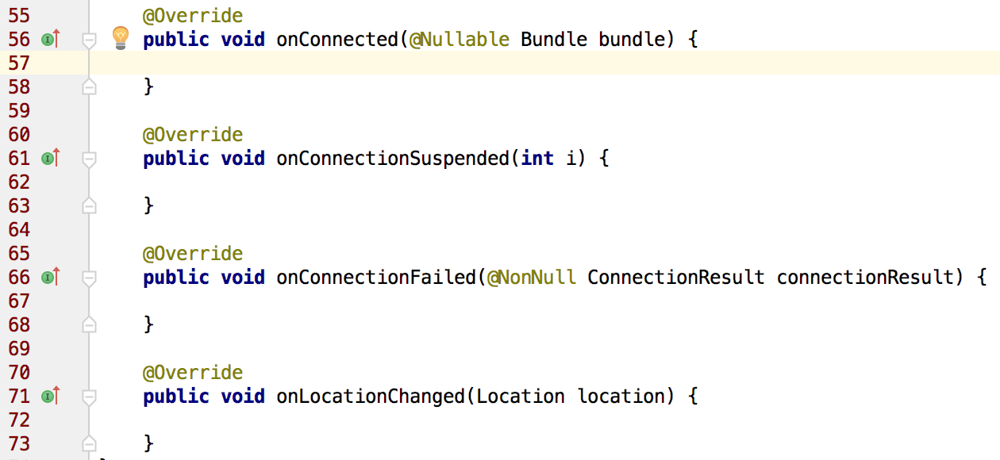 55 @Override
56 public void onConnected(@Nullable Bundle bundle) {
57
58 }
59
60 @Override
61 public void onConnectionSuspended(int i) {
62
63 }
64
65 @Override
66 public void onConnectionFailed(@NonNull ConnectionResult connectionResult) {
67
68 }
69
70 @Override
71 public void onLocationChanged(Location location) {
72
73 }